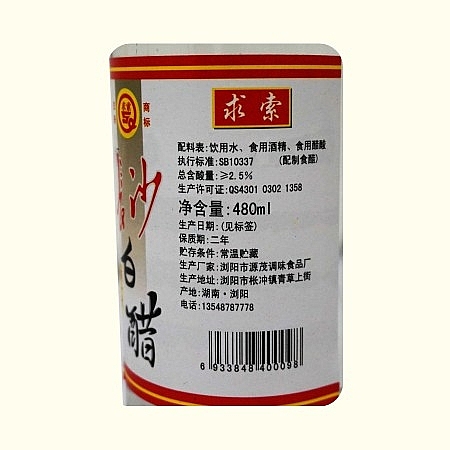 商标
沙
白醋
求索
配料表:饮用水、食用酒精、食用醋酸
执行标准:SB10337 (配制食醋)
总含酸量:≥2.5%
生产许可证:QS4301 0302 1358
净含量:480ml
生产日期:(见标签)
保质期:二年
贮存条件:常温贮藏
生产厂家:浏阳市源茂调味食品厂
生产地址:浏阳市枨冲镇青草上街
产地:湖南·浏阳
电话:13548787778
6 933848 400098